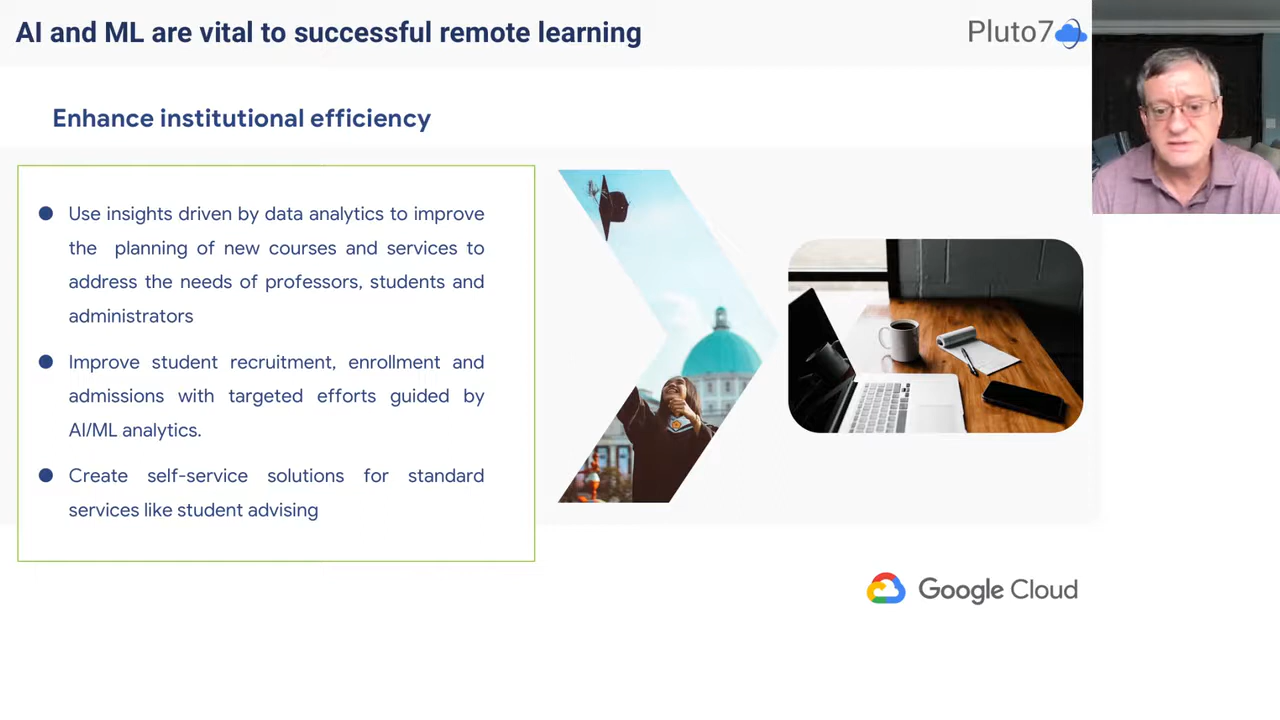 AI and ML are vital to successful remote learning
Pluto7
Enhance institutional efficiency
Use insights driven by data analytics to improve
the planning of new courses and services to
address the needs of professors, students and
administrators
Improve student recruitment, enrollment and
admissions with targeted efforts guided by
AI/ML analytics.
Create self-service solutions for standard
services like student advising
Google Cloud